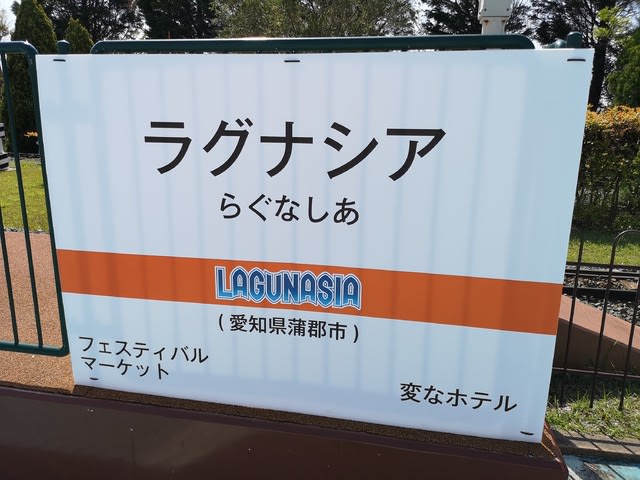 ラグナシア
らぐなしあ
LAGUNASIA
(愛知県蒲郡市)
フェスティバル
マーケット
変なホテル